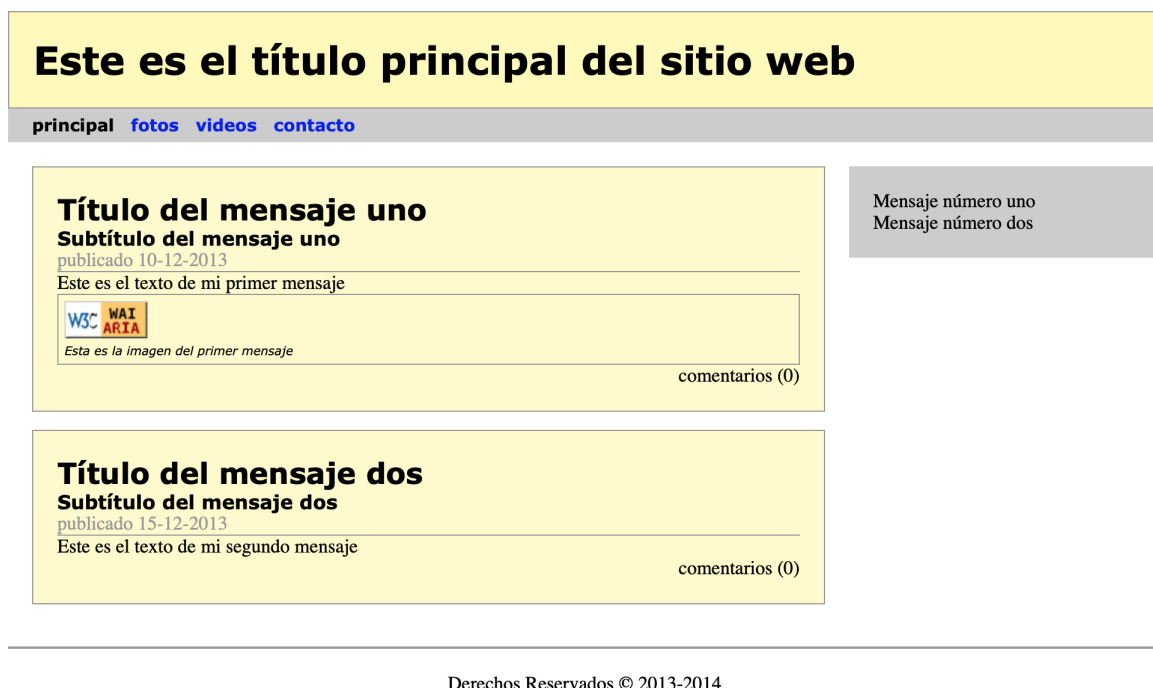 Este es el título principal del sitio web
principal fotos videos contacto
Título del mensaje uno
Subtítulo del mensaje uno
publicado 10-12-2013
Este es el texto de mi primer mensaje
W3C WAI
ARIA
Esta es la imagen del primer mensaje
comentarios (0)
Título del mensaje dos
Subtítulo del mensaje dos
publicado 15-12-2013
Este es el texto de mi segundo mensaje
comentarios (0)
Mensaje número uno
Mensaje número dos
Derechos Reservados © 2013-2014